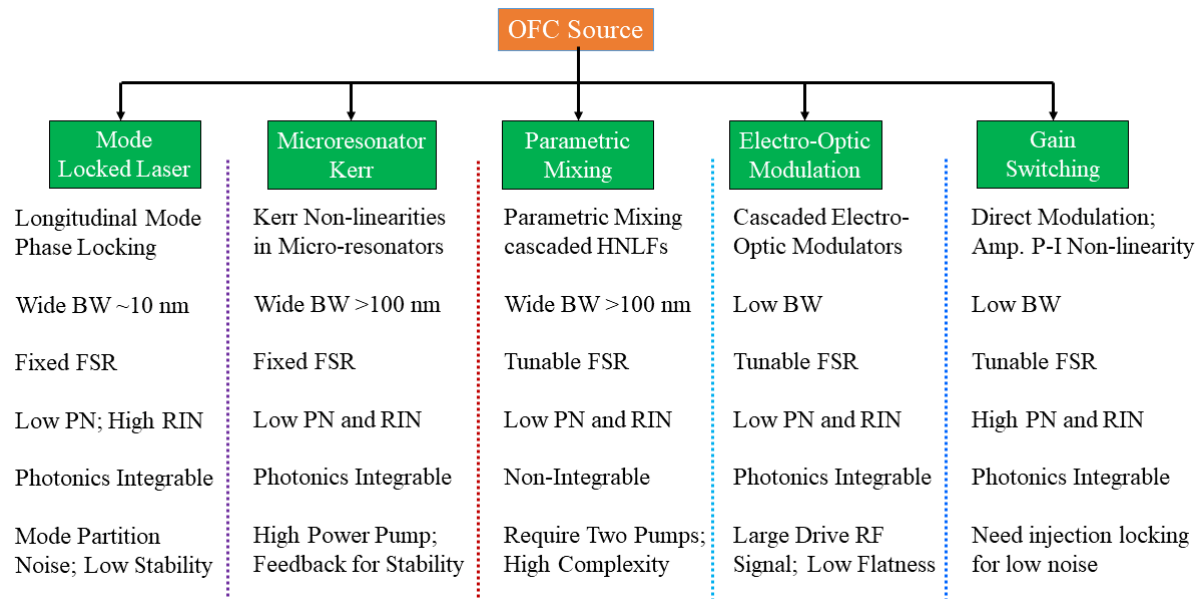 OFC Source
Mode
Locked Laser
Microresonator
Kerr
Parametric
Mixing
Electro-Optic
Modulation
Gain
Switching
Longitudinal Mode
Phase Locking
Wide BW ~10 nm
Fixed FSR
Low PN; High RIN
Photonics Integrable
Mode Partition
Noise; Low Stability
Kerr Non-linearities
in Micro-resonators
Wide BW >100 nm
Fixed FSR
Low PN and RIN
Photonics Integrable
High Power Pump;
Feedback for Stability
Parametric Mixing
cascaded HNLFs
Wide BW >100 nm
Tunable FSR
Low PN and RIN
Non-Integrable
Require Two Pumps;
High Complexity
Cascaded Electro-
Optic Modulators
Low BW
Tunable FSR
Low PN and RIN
Photonics Integrable
Large Drive RF
Signal; Low Flatness
Direct Modulation;
Amp. P-I Non-linearity
Low BW
Tunable FSR
High PN and RIN
Photonics Integrable
Need injection locking
for low noise